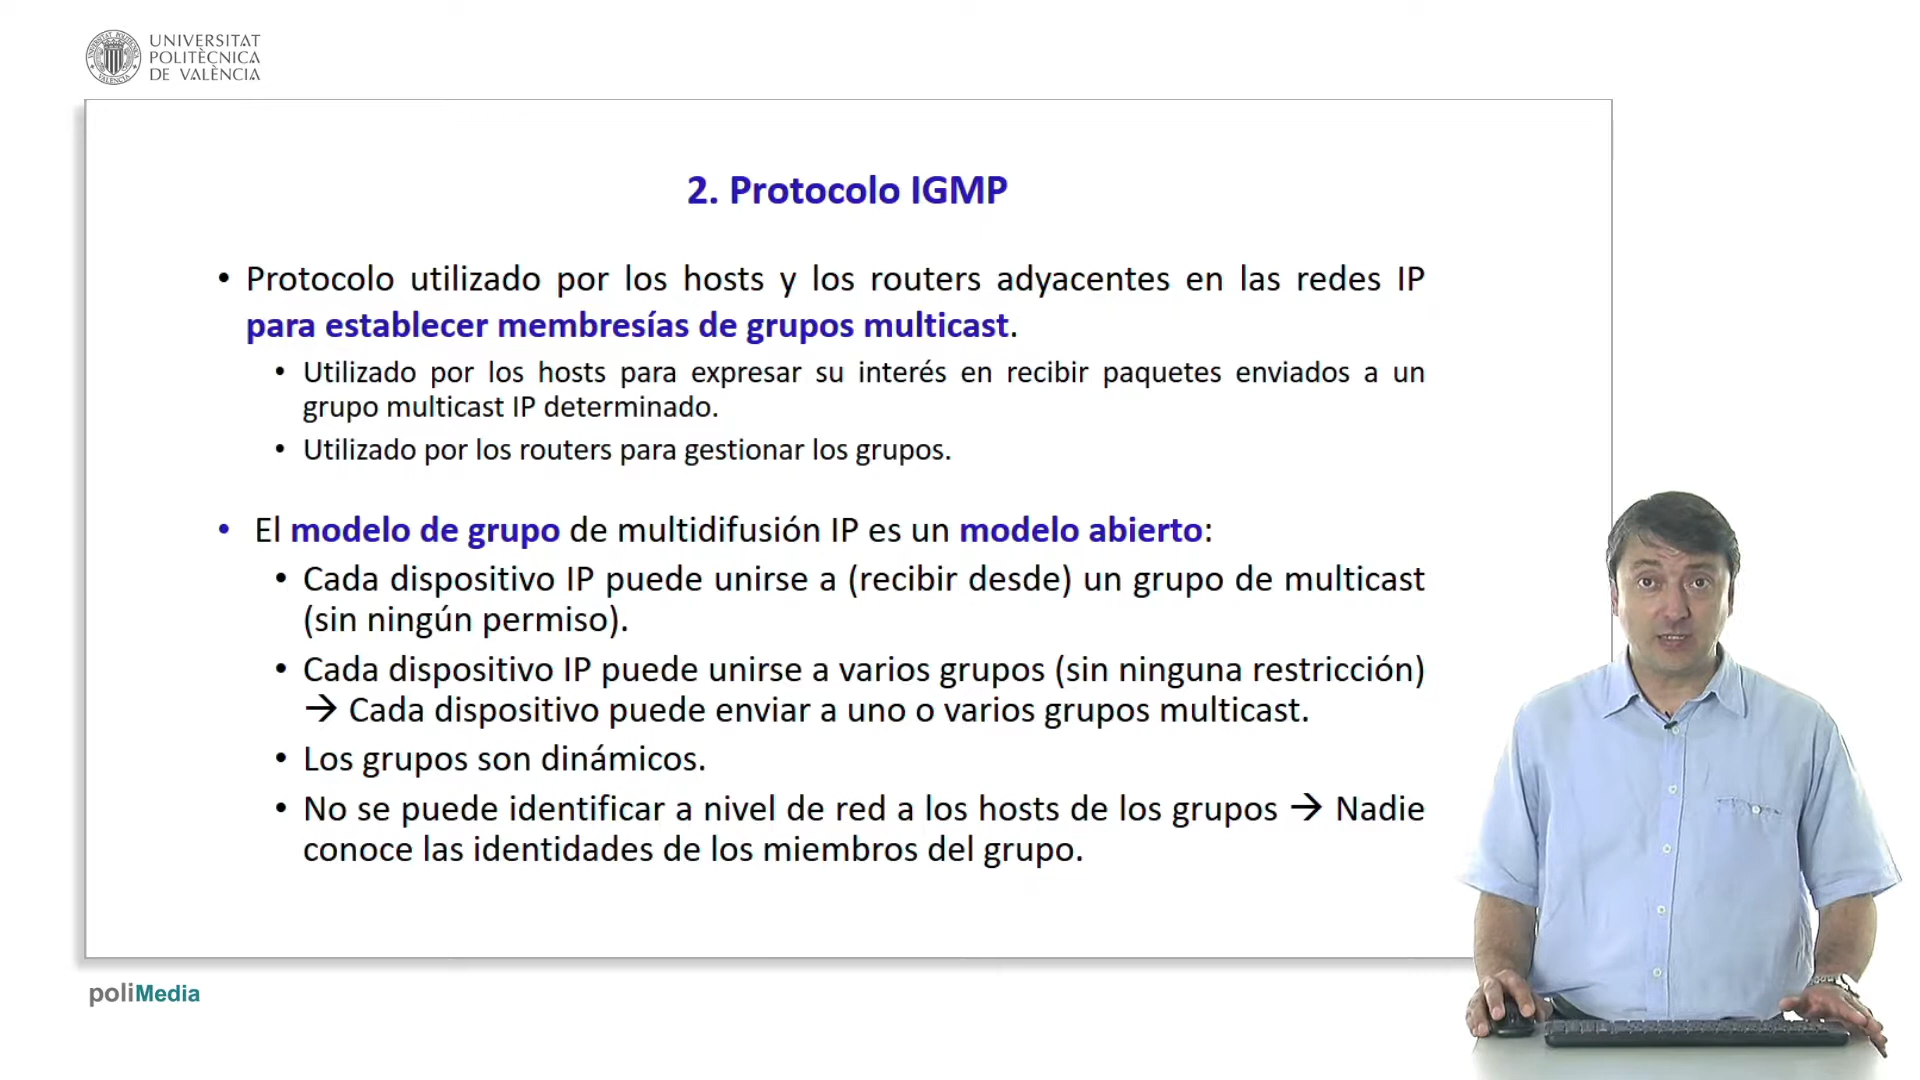 UNIVERSITAT
POLITÈCNICA
DE VALÈNCIA
2. Protocolo IGMP
• Protocolo utilizado por los hosts y los routers adyacentes en las redes IP
para establecer membresías de grupos multicast.
• Utilizado por los hosts para expresar su interés en recibir paquetes enviados a un
grupo multicast IP determinado.
• Utilizado por los routers para gestionar los grupos.
• El modelo de grupo de multidifusión IP es un modelo abierto:
• Cada dispositivo IP puede unirse a (recibir desde) un grupo de multicast
(sin ningún permiso).
• Cada dispositivo IP puede unirse a varios grupos (sin ninguna restricción)
→ Cada dispositivo puede enviar a uno o varios grupos multicast.
• Los grupos son dinámicos.
• No se puede identificar a nivel de red a los hosts de los grupos → Nadie
conoce las identidades de los miembros del grupo.
poliMedia